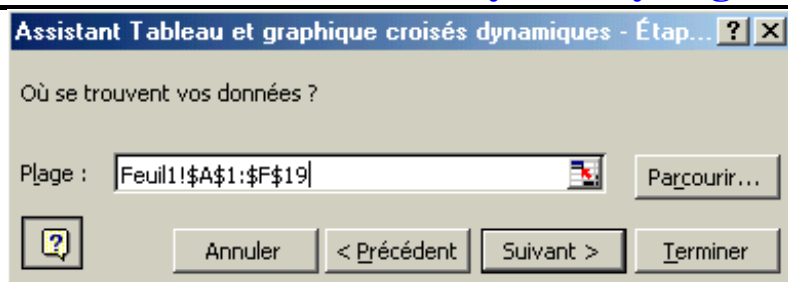 Assistant Tableau et graphique croisés dynamiques - Étap...
Où se trouvent vos données ?
Plage : Feuil1!$A$1:$F$19
Parcourir...
Annuler < Précédent Suivant > Terminer